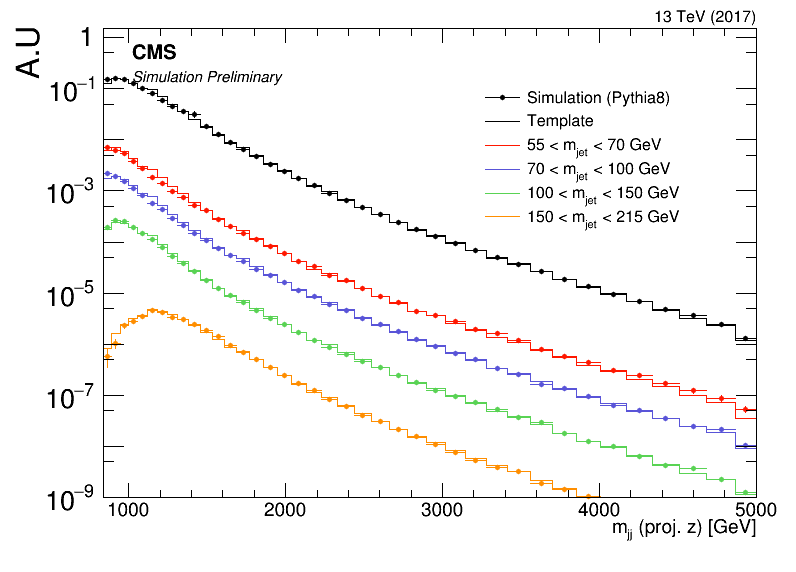 13 TeV (2017)
A.U
CMS
Simulation Preliminary
Simulation (Pythia8)
Template
55 < m_jet < 70 GeV
70 < m_jet < 100 GeV
100 < m_jet < 150 GeV
150 < m_jet < 215 GeV
1
10^−1
10^−3
10^−5
10^−7
10^−9
1000 2000 3000 4000 5000
m_jj (proj. z) [GeV]